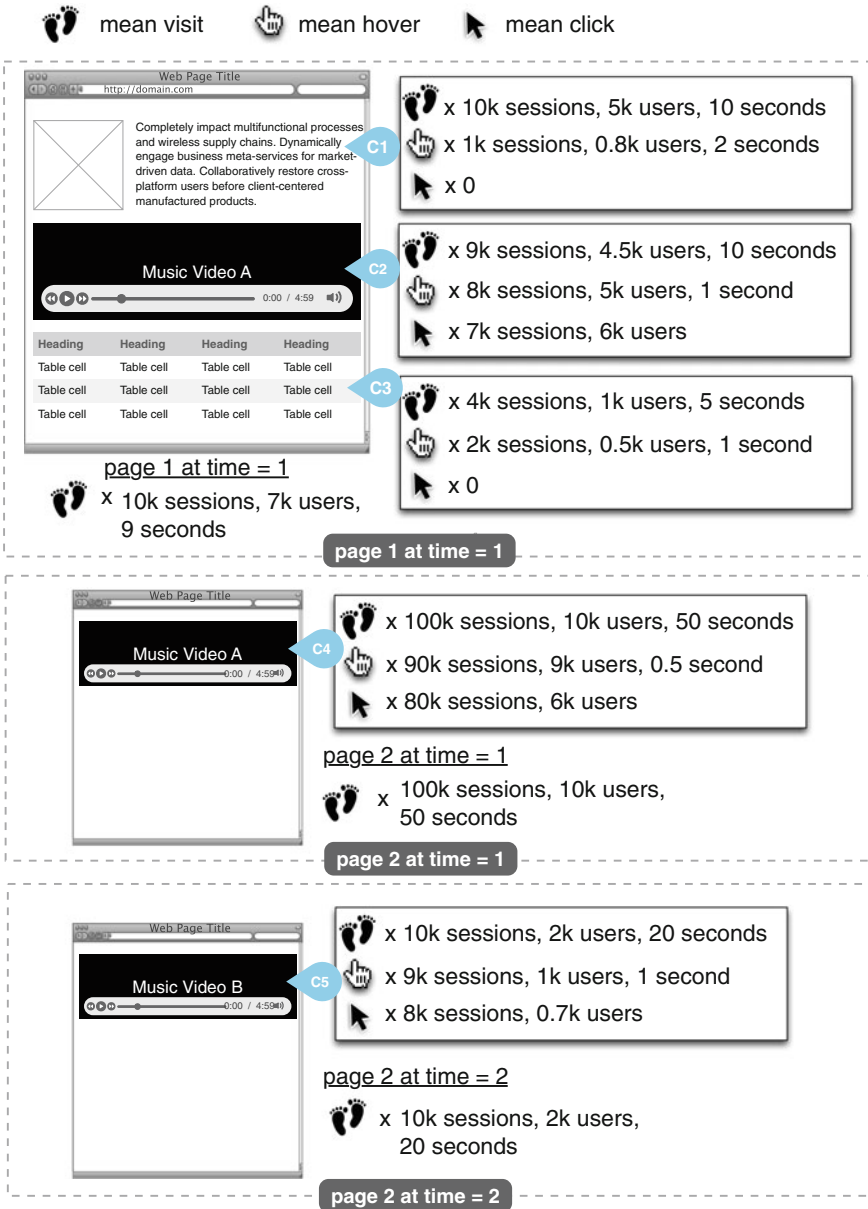 mean visit
mean hover
mean click
Web Page Title
http://domain.com
Completely impact multifunctional processes
and wireless supply chains. Dynamically
engage business meta-services for market-
driven data. Collaboratively restore cross-
platform users before client-centered
manufactured products.
C1
x 10k sessions, 5k users, 10 seconds
x 1k sessions, 0.8k users, 2 seconds
x 0
Music Video A
0:00 / 4:59
C2
x 9k sessions, 4.5k users, 10 seconds
x 8k sessions, 5k users, 1 second
x 7k sessions, 6k users
Heading Heading Heading Heading
Table cell Table cell Table cell Table cell
Table cell Table cell Table cell Table cell
Table cell Table cell Table cell Table cell
C3
x 4k sessions, 1k users, 5 seconds
x 2k sessions, 0.5k users, 1 second
x 0
page 1 at time = 1
x 10k sessions, 7k users,
9 seconds
page 1 at time = 1
Web Page Title
Music Video A
0:00 / 4:59
C4
x 100k sessions, 10k users, 50 seconds
x 90k sessions, 9k users, 0.5 second
x 80k sessions, 6k users
page 2 at time = 1
x 100k sessions, 10k users,
50 seconds
page 2 at time = 1
Web Page Title
Music Video B
0:00 / 4:59
C5
x 10k sessions, 2k users, 20 seconds
x 9k sessions, 1k users, 1 second
x 8k sessions, 0.7k users
page 2 at time = 2
x 10k sessions, 2k users,
20 seconds
page 2 at time = 2